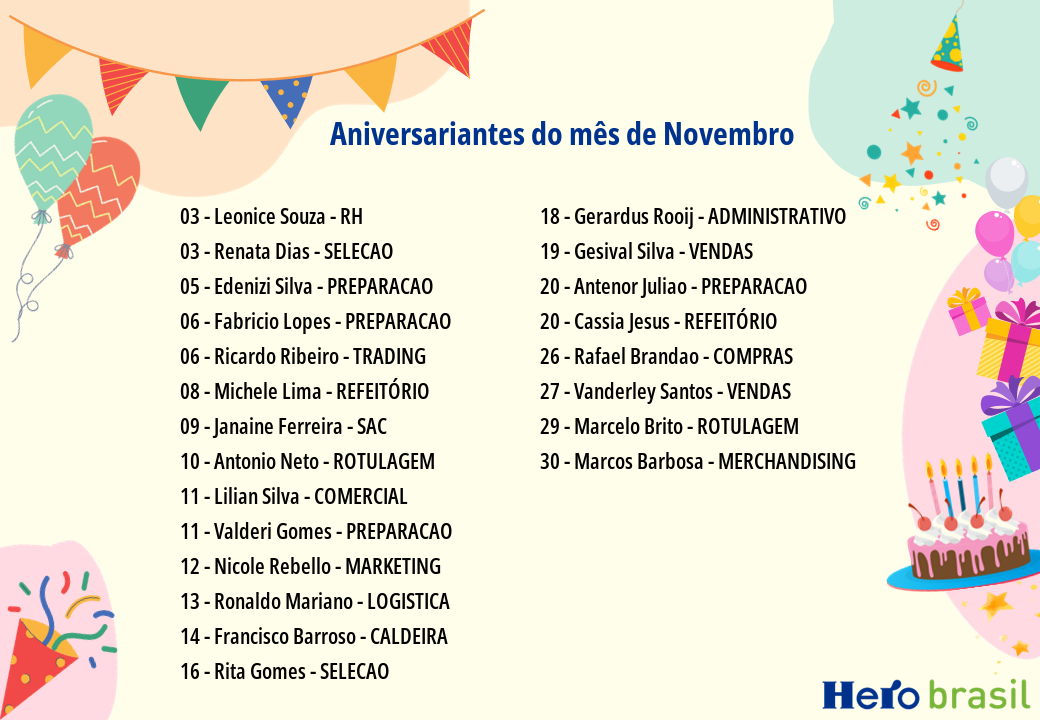 Aniversariantes do mês de Novembro
03 - Leonice Souza - RH
03 - Renata Dias - SELECAO
05 - Edenizi Silva - PREPARACAO
06 - Fabricio Lopes - PREPARACAO
06 - Ricardo Ribeiro - TRADING
08 - Michele Lima - REFEITÓRIO
09 - Janaine Ferreira - SAC
10 - Antonio Neto - ROTULAGEM
11 - Lilian Silva - COMERCIAL
11 - Valderi Gomes - PREPARACAO
12 - Nicole Rebello - MARKETING
13 - Ronaldo Mariano - LOGISTICA
14 - Francisco Barroso - CALDEIRA
16 - Rita Gomes - SELECAO
18 - Gerardus Rooij - ADMINISTRATIVO
19 - Gesival Silva - VENDAS
20 - Antenor Juliao - PREPARACAO
20 - Cassia Jesus - REFEITÓRIO
26 - Rafael Brandao - COMPRAS
27 - Vanderley Santos - VENDAS
29 - Marcelo Brito - ROTULAGEM
30 - Marcos Barbosa - MERCHANDISING
Hero brasil